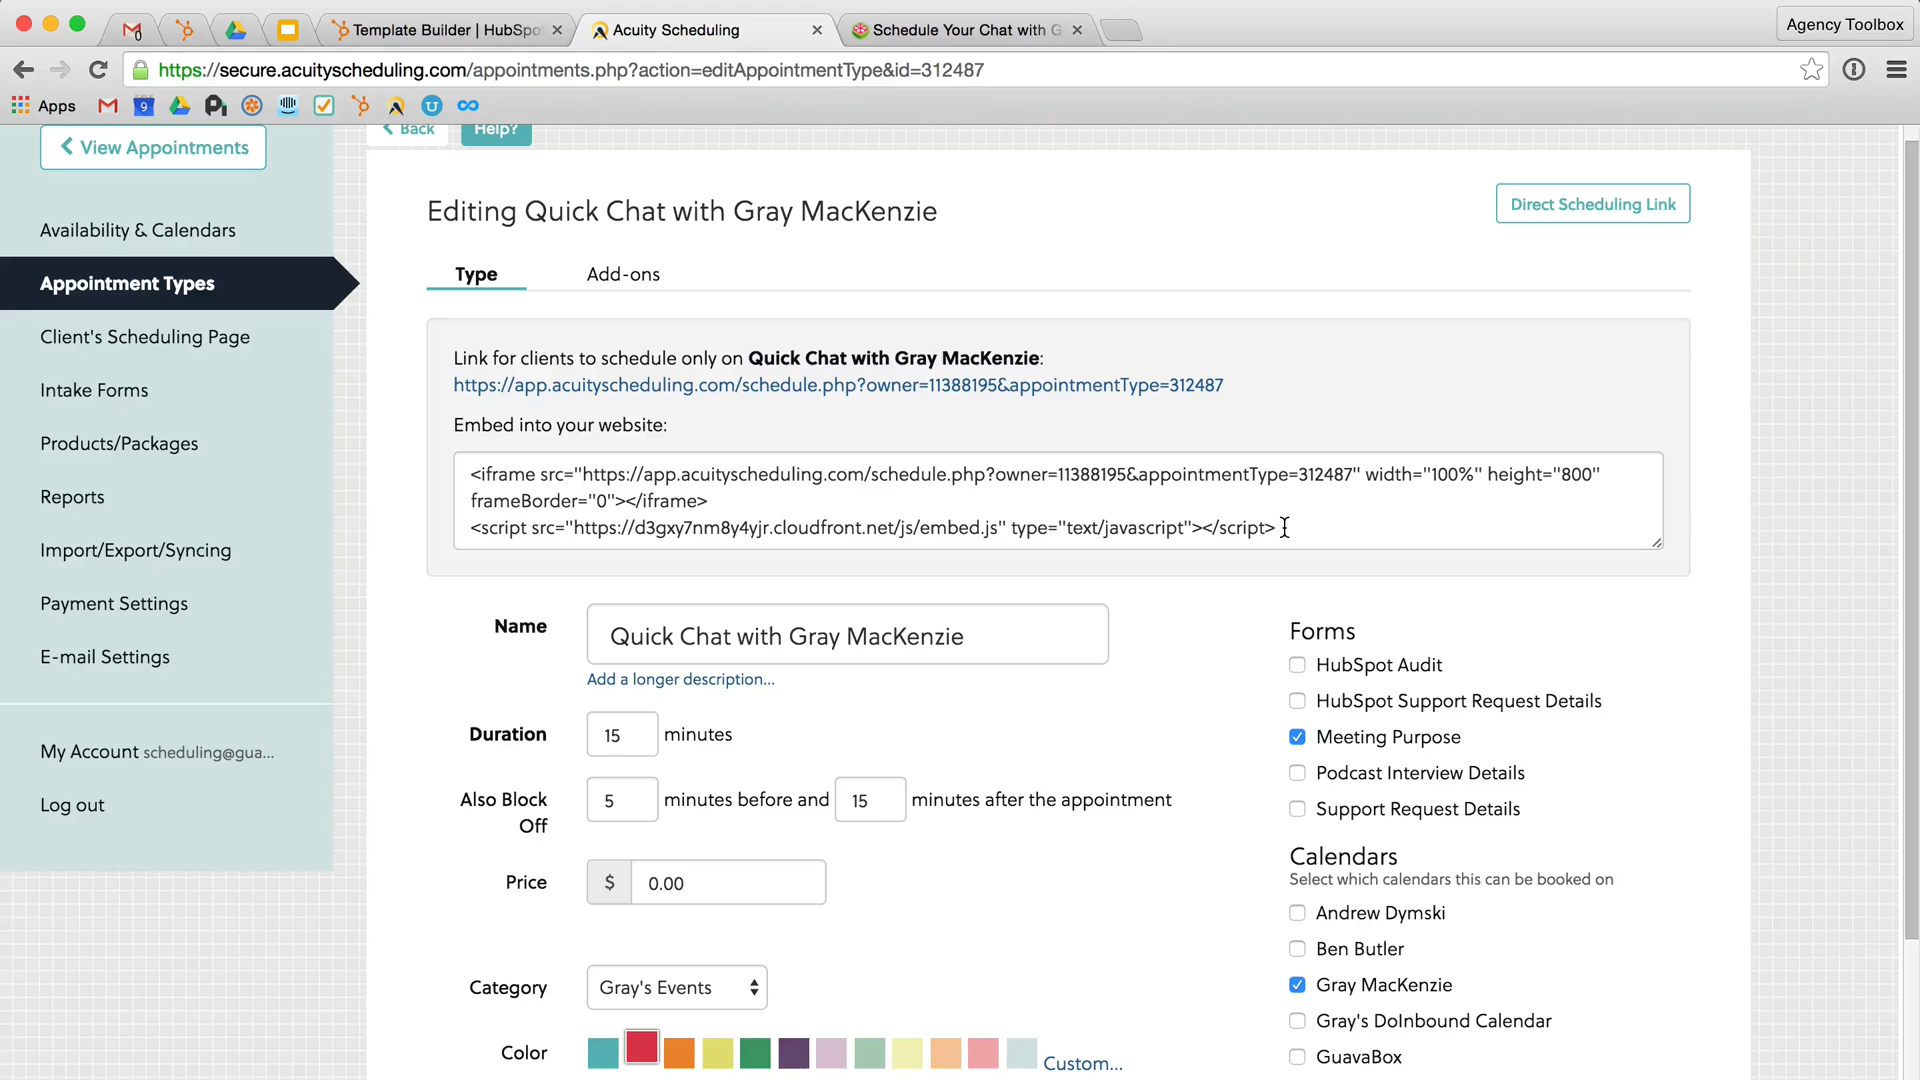 Template Builder | HubSpo
Acuity Scheduling
Schedule Your Chat with G
Agency Toolbox
https://secure.acuityscheduling.com/appointments.php?action=editAppointmentType&id=312487
Apps
9
Back
Help?
View Appointments
Availability & Calendars
Appointment Types
Client's Scheduling Page
Intake Forms
Products/Packages
Reports
Import/Export/Syncing
Payment Settings
E-mail Settings
My Account scheduling@gua...
Log out
Editing Quick Chat with Gray MacKenzie
Direct Scheduling Link
Type
Add-ons
Link for clients to schedule only on Quick Chat with Gray MacKenzie:
https://app.acuityscheduling.com/schedule.php?owner=11388195&appointmentType=312487
Embed into your website:
<iframe src="https://app.acuityscheduling.com/schedule.php?owner=11388195&appointmentType=312487" width="100%" height="800"
frameBorder="0"></iframe>
<script src="https://d3gxy7nm8y4yjr.cloudfront.net/js/embed.js" type="text/javascript"></script>
Name
Quick Chat with Gray MacKenzie
Add a longer description...
Duration
15 minutes
Also Block
Off
5 minutes before and 15 minutes after the appointment
Price
$ 0.00
Category
Gray's Events
Color
Custom...
Forms
HubSpot Audit
HubSpot Support Request Details
Meeting Purpose
Podcast Interview Details
Support Request Details
Calendars
Select which calendars this can be booked on
Andrew Dymski
Ben Butler
Gray MacKenzie
Gray's DoInbound Calendar
GuavaBox